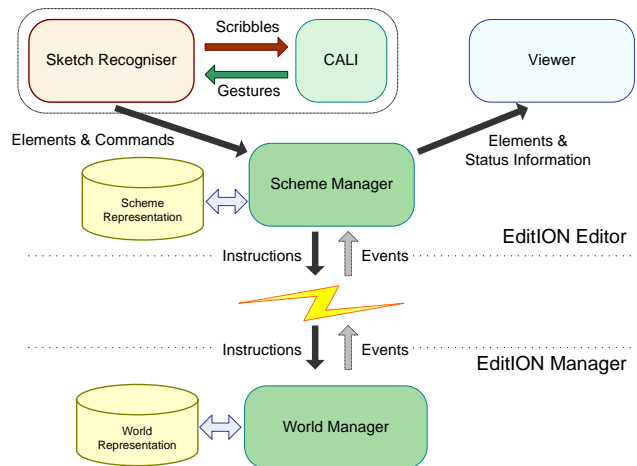 Scribbles
Sketch Recogniser
CALI
Viewer
Gestures
Elements & Commands
Elements &
Status Information
Scheme Manager
Scheme
Representation
EditION Editor
Instructions
Events
Instructions
Events
EditION Manager
World Manager
World
Representation